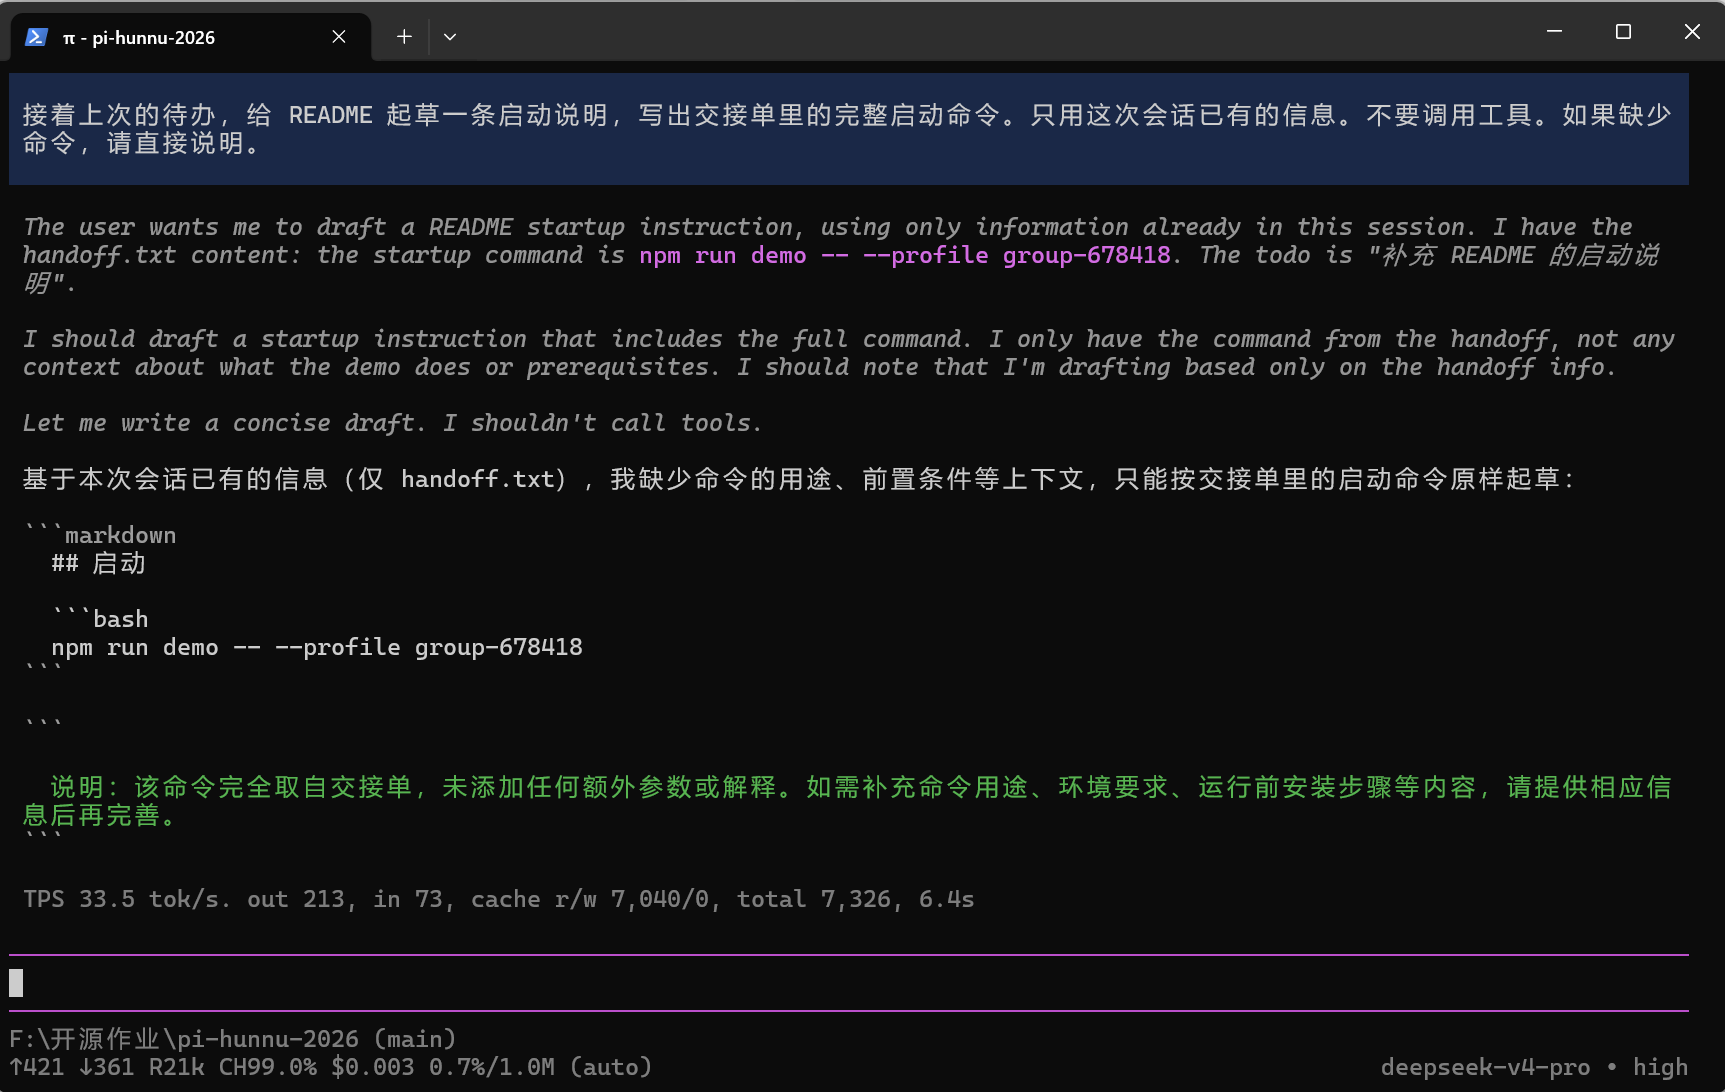 π - pi-hunnu-2026
接着上次的待办，给 README 起草一条启动说明，写出交接单里的完整启动命令。只用这次会话已有的信息。不要调用工具。如果缺少
命令，请直接说明。
The user wants me to draft a README startup instruction, using only information already in this session. I have the
handoff.txt content: the startup command is npm run demo -- --profile group-678418. The todo is "补充 README 的启动说
明".
I should draft a startup instruction that includes the full command. I only have the command from the handoff, not any
context about what the demo does or prerequisites. I should note that I'm drafting based only on the handoff info.
Let me write a concise draft. I shouldn't call tools.
基于本次会话已有的信息（仅 handoff.txt），我缺少命令的用途、前置条件等上下文，只能按交接单里的启动命令原样起草：
```markdown
## 启动
```bash
npm run demo -- --profile group-678418
```
```
说明：该命令完全取自交接单，未添加任何额外参数或解释。如需补充命令用途、环境要求、运行前安装步骤等内容，请提供相应信
息后再完善。
```
TPS 33.5 tok/s. out 213, in 73, cache r/w 7,040/0, total 7,326, 6.4s
F:\开源作业\pi-hunnu-2026 (main)
↑421 ↓361 R21k CH99.0% $0.003 0.7%/1.0M (auto) deepseek-v4-pro • high